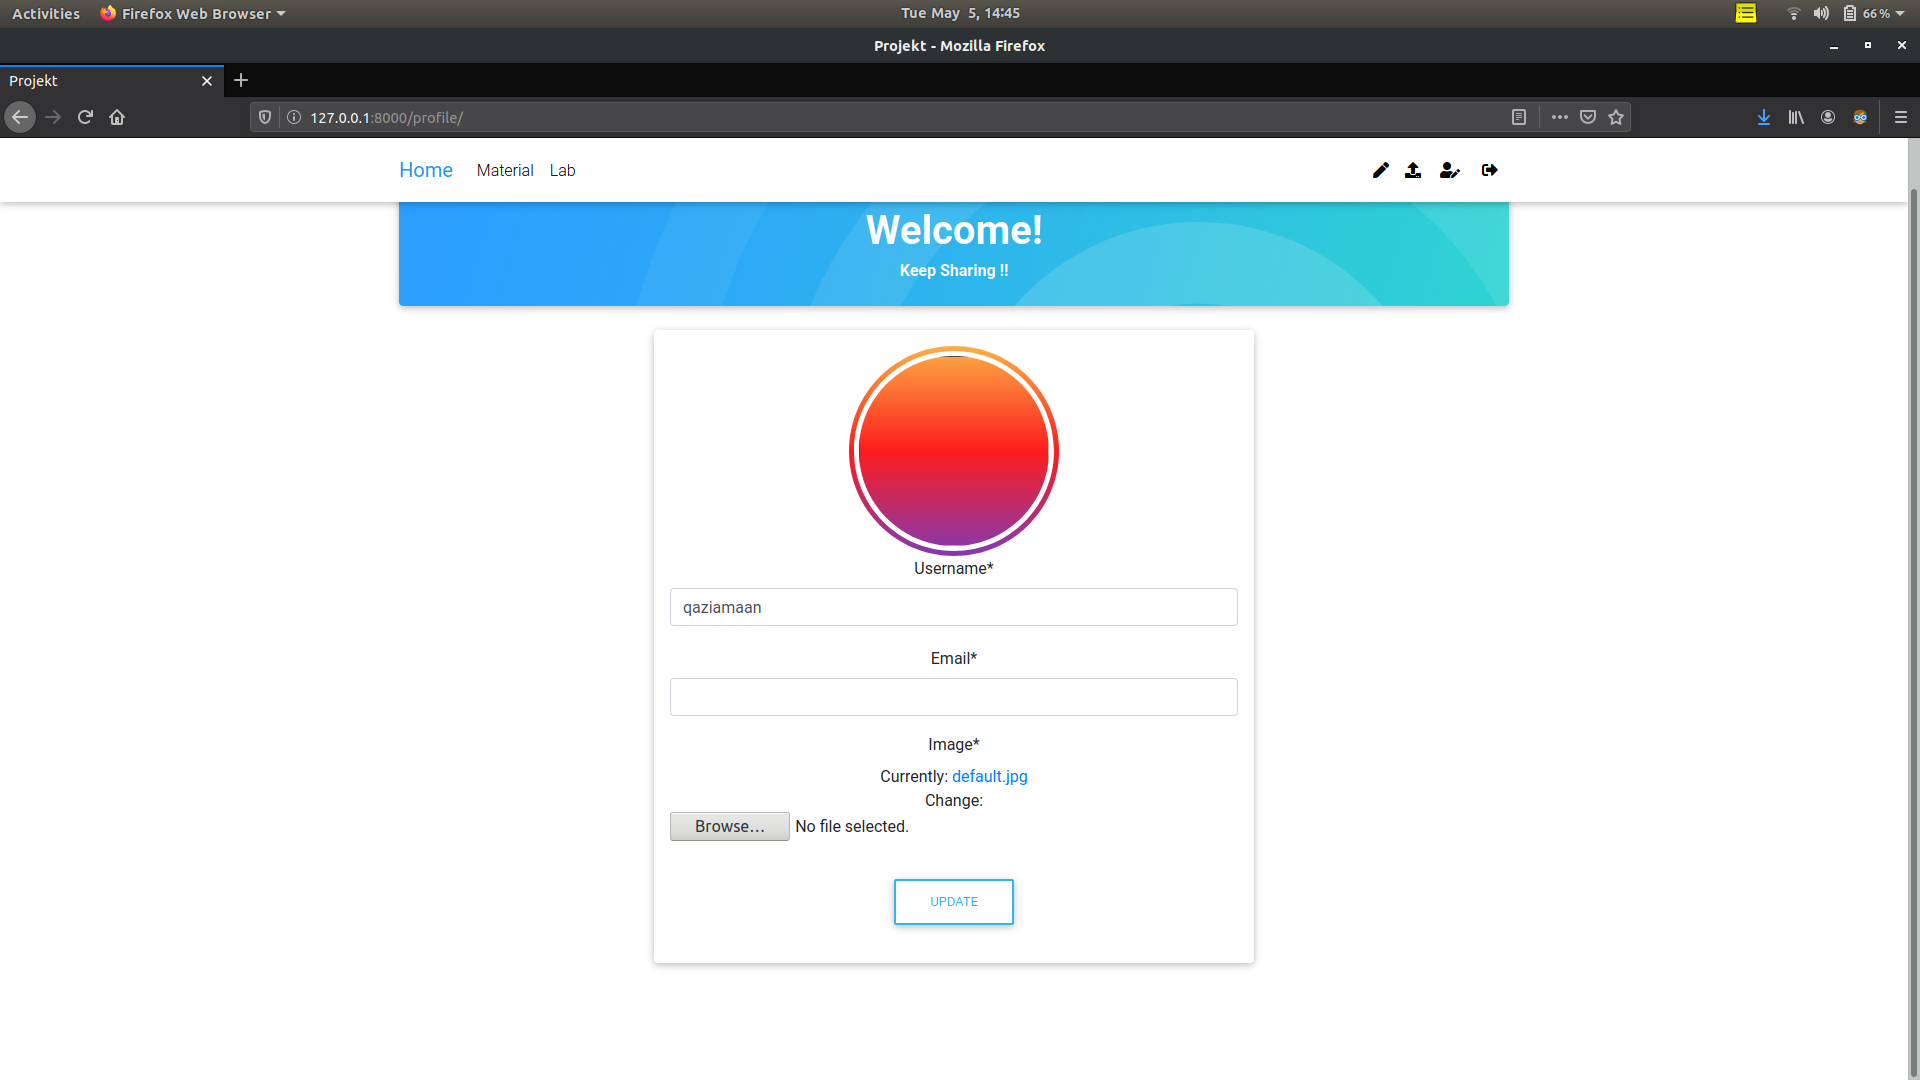 Activities Firefox Web Browser Tue May 5, 14:45 66 %
Projekt - Mozilla Firefox
Projekt
127.0.0.1:8000/profile/
Home Material Lab
Welcome!
Keep Sharing !!
Username*
qaziamaan
Email*
Image*
Currently: default.jpg
Change:
Browse... No file selected.
UPDATE